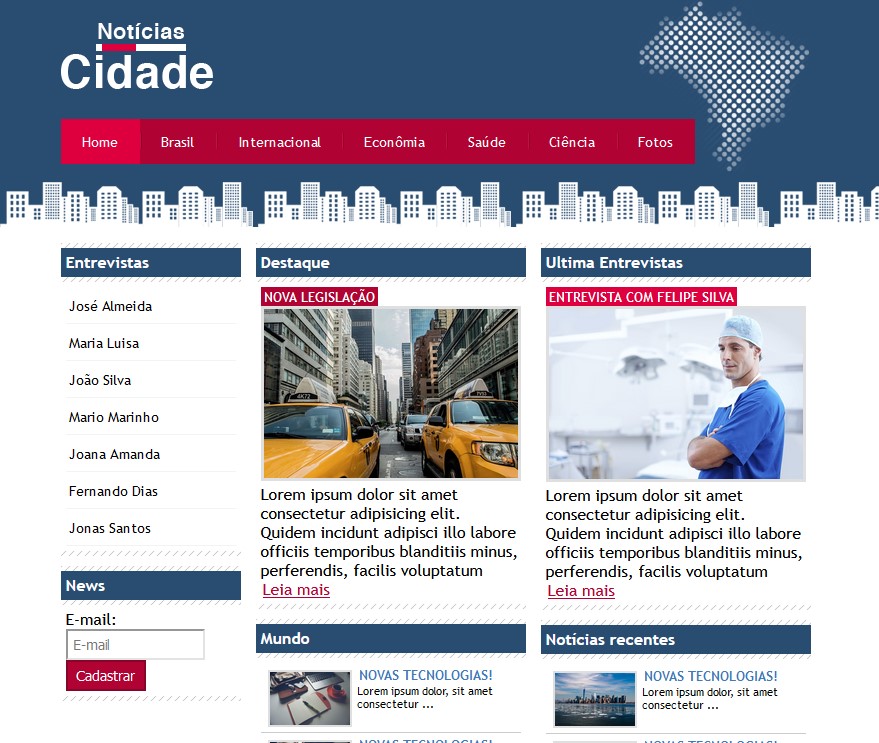 Notícias
Cidade
Home Brasil Internacional Econômia Saúde Ciência Fotos
Entrevistas
José Almeida
Maria Luisa
João Silva
Mario Marinho
Joana Amanda
Fernando Dias
Jonas Santos
News
E-mail:
E-mail
Cadastrar
Destaque
NOVA LEGISLAÇÃO
4K72
Lorem ipsum dolor sit amet
consectetur adipisicing elit.
Quidem incidunt adipisci illo labore
officiis temporibus blanditiis minus,
perferendis, facilis voluptatum
Leia mais
Mundo
NOVAS TECNOLOGIAS!
Lorem ipsum dolor, sit amet
consectetur ...
Ultima Entrevistas
ENTREVISTA COM FELIPE SILVA
Lorem ipsum dolor sit amet
consectetur adipisicing elit.
Quidem incidunt adipisci illo labore
officiis temporibus blanditiis minus,
perferendis, facilis voluptatum
Leia mais
Notícias recentes
NOVAS TECNOLOGIAS!
Lorem ipsum dolor, sit amet
consectetur ...